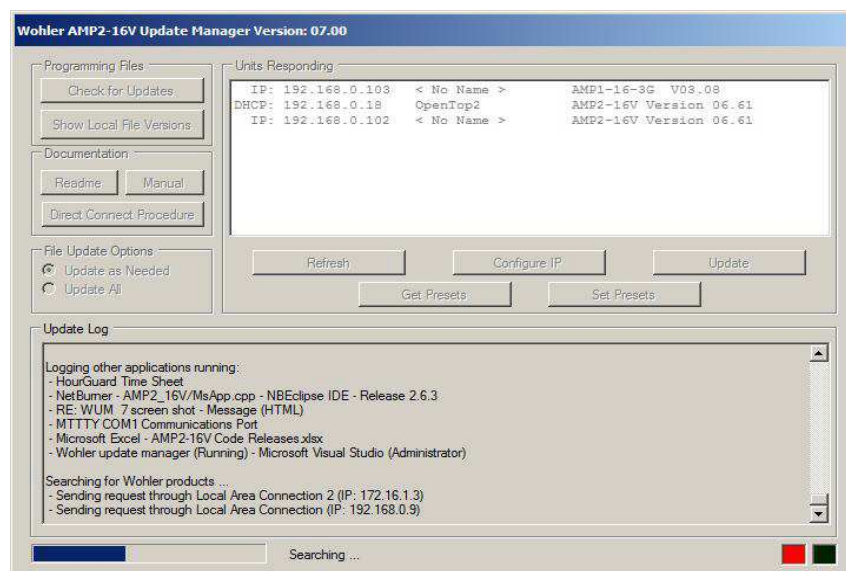 Wohler AMP2-16V Update Manager Version: 07.00
Programming Files
Check for Updates
Show Local File Versions
Documentation
Readme Manual
Direct Connect Procedure
File Update Options
Update as Needed
Update All
Units Responding
IP: 192.168.0.103 < No Name > AMP1-16-3G V03.08
DHCP: 192.168.0.18 OpenTop2 AMP2-16V Version 06.61
IP: 192.168.0.102 < No Name > AMP2-16V Version 06.61
Refresh Configure IP Update
Get Presets Set Presets
Update Log
Logging other applications running:
- HourGuard Time Sheet
- NetBurner - AMP2_16V/MsApp.cpp - NBEclipse IDE - Release 2.6.3
- RE: WUM 7 screen shot - Message (HTML)
- MTTTY COM1 Communications Port
- Microsoft Excel - AMP2-16V Code Releases.xlsx
- Wohler update manager (Running) - Microsoft Visual Studio (Administrator)
Searching for Wohler products ...
- Sending request through Local Area Connection 2 (IP: 172.16.1.3)
- Sending request through Local Area Connection (IP: 192.168.0.9)
Searching ...